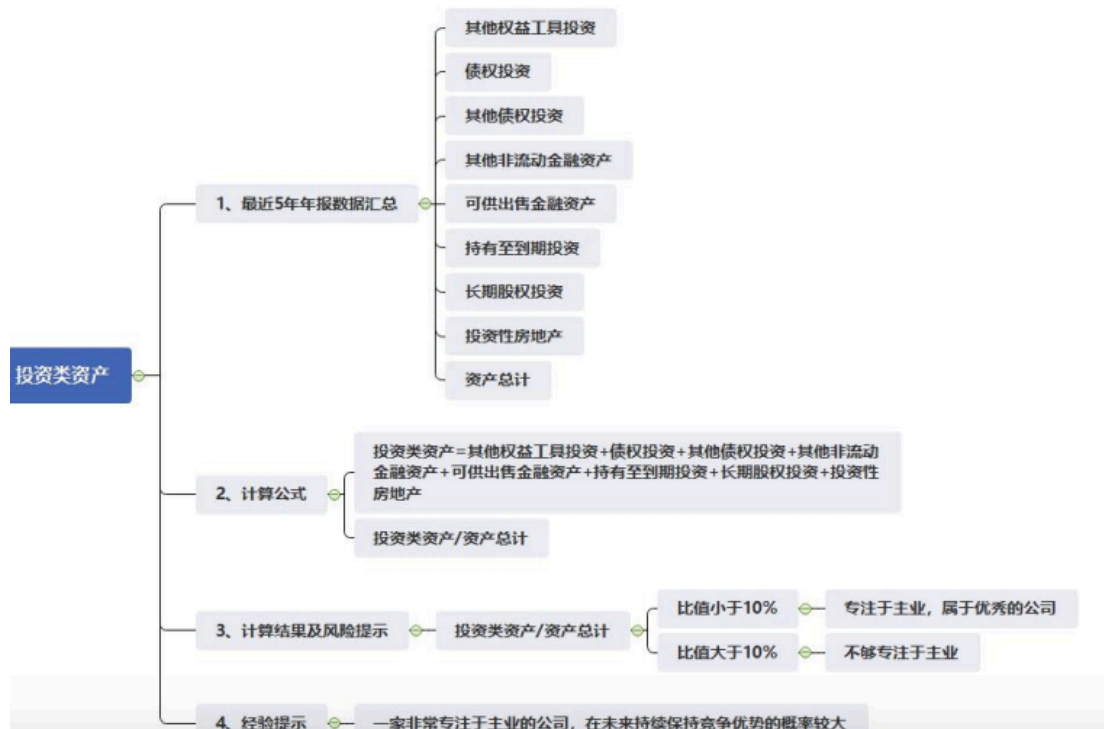 投资类资产
1、最近5年年报数据汇总
其他权益工具投资
债权投资
其他债权投资
其他非流动金融资产
可供出售金融资产
持有至到期投资
长期股权投资
投资性房地产
资产总计
2、计算公式
投资类资产=其他权益工具投资+债权投资+其他债权投资+其他非流动
金融资产+可供出售金融资产+持有至到期投资+长期股权投资+投资性
房地产
投资类资产/资产总计
3、计算结果及风险提示
投资类资产/资产总计
比值小于10%
专注于主业，属于优秀的公司
比值大于10%
不够专注于主业
4、经验提示
一家非常专注于主业的公司，在未来持续保持竞争优势的概率较大